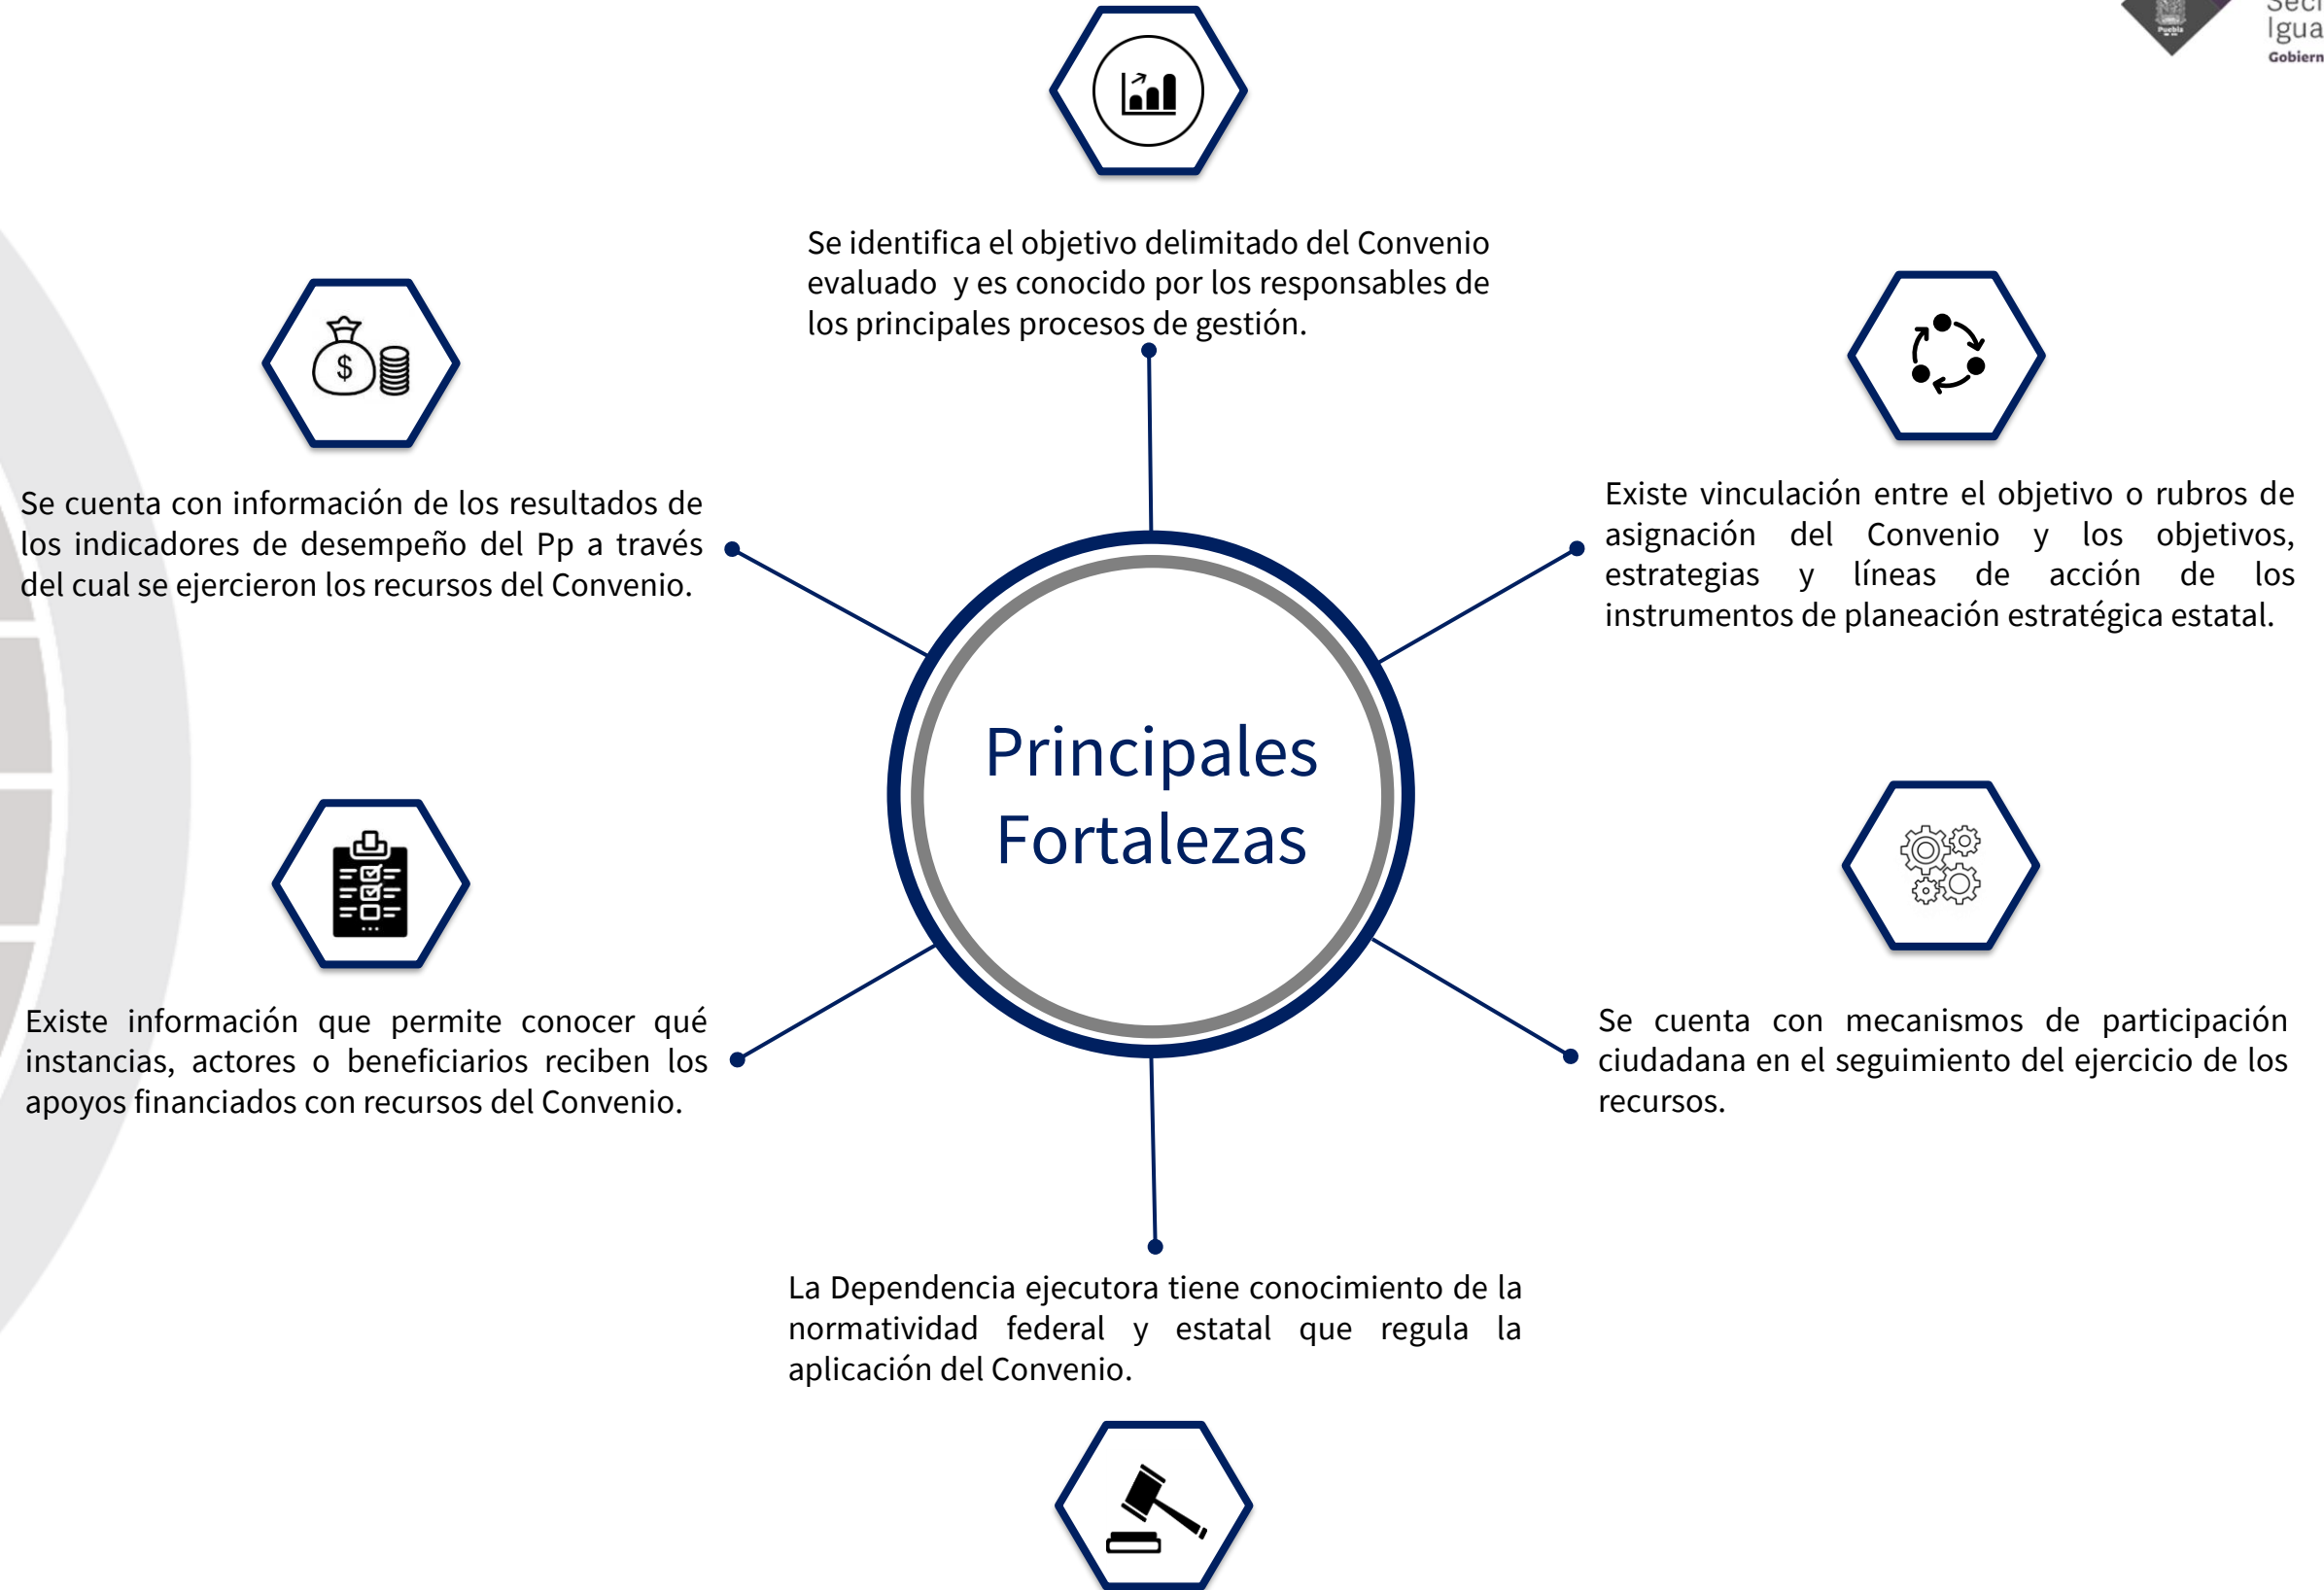 Igua
Gobiern
Puebla
Se identifica el objetivo delimitado del Convenio
evaluado y es conocido por los responsables de
los principales procesos de gestión.
$
Se cuenta con información de los resultados de
los indicadores de desempeño del Pp a través
del cual se ejercieron los recursos del Convenio.
Existe vinculación entre el objetivo o rubros de
asignación del Convenio y los objetivos,
estrategias y líneas de acción de los
instrumentos de planeación estratégica estatal.
Principales
Fortalezas
Existe información que permite conocer qué
instancias, actores o beneficiarios reciben los
apoyos financiados con recursos del Convenio.
Se cuenta con mecanismos de participación
ciudadana en el seguimiento del ejercicio de los
recursos.
La Dependencia ejecutora tiene conocimiento de la
normatividad federal y estatal que regula la
aplicación del Convenio.